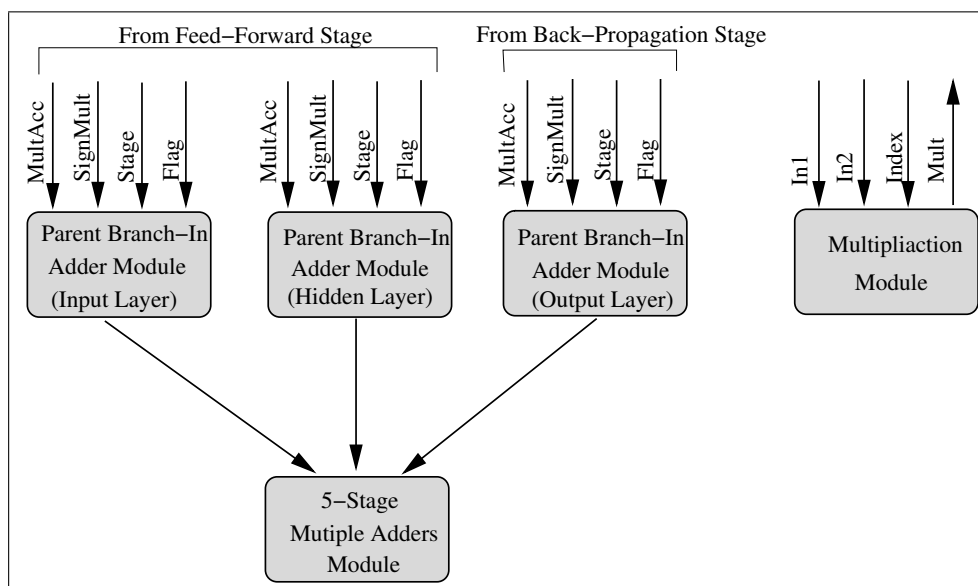 From Feed−Forward Stage
From Back−Propagation Stage
MultAcc
SignMult
Stage
Flag
MultAcc
SignMult
Stage
Flag
MultAcc
SignMult
Stage
Flag
In1
In2
Index
Mult
Parent Branch−In
Adder Module
(Input Layer)
Parent Branch−In
Adder Module
(Hidden Layer)
Parent Branch−In
Adder Module
(Output Layer)
Multipliaction
Module
5−Stage
Mutiple Adders
Module